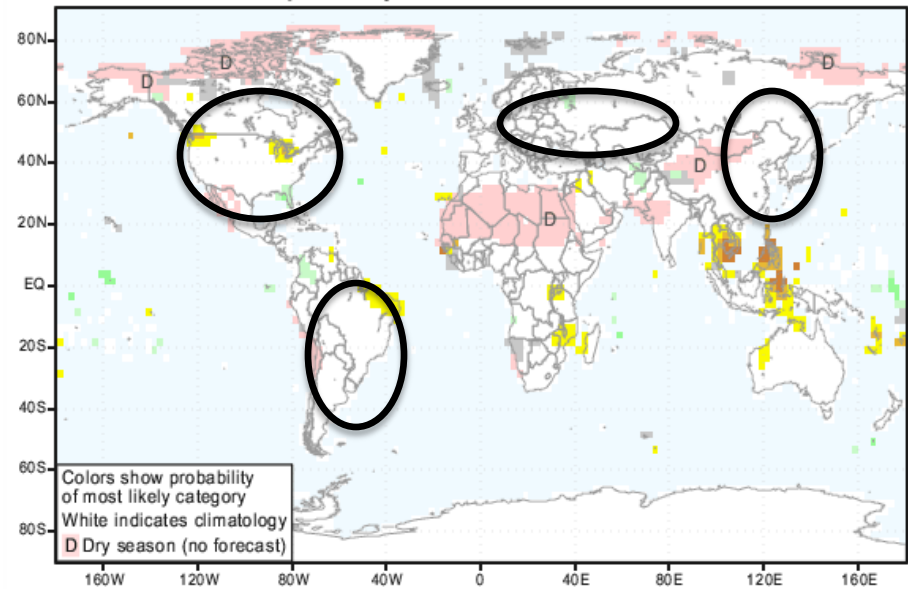 80N
60N
40N
20N
EQ
20S
40S
60S
80S
D
D
D
D
D
Colors show probability
of most likely category
White indicates climatology
D Dry season (no forecast)
160W 120W 80W 40W 0 40E 80E 120E 160E